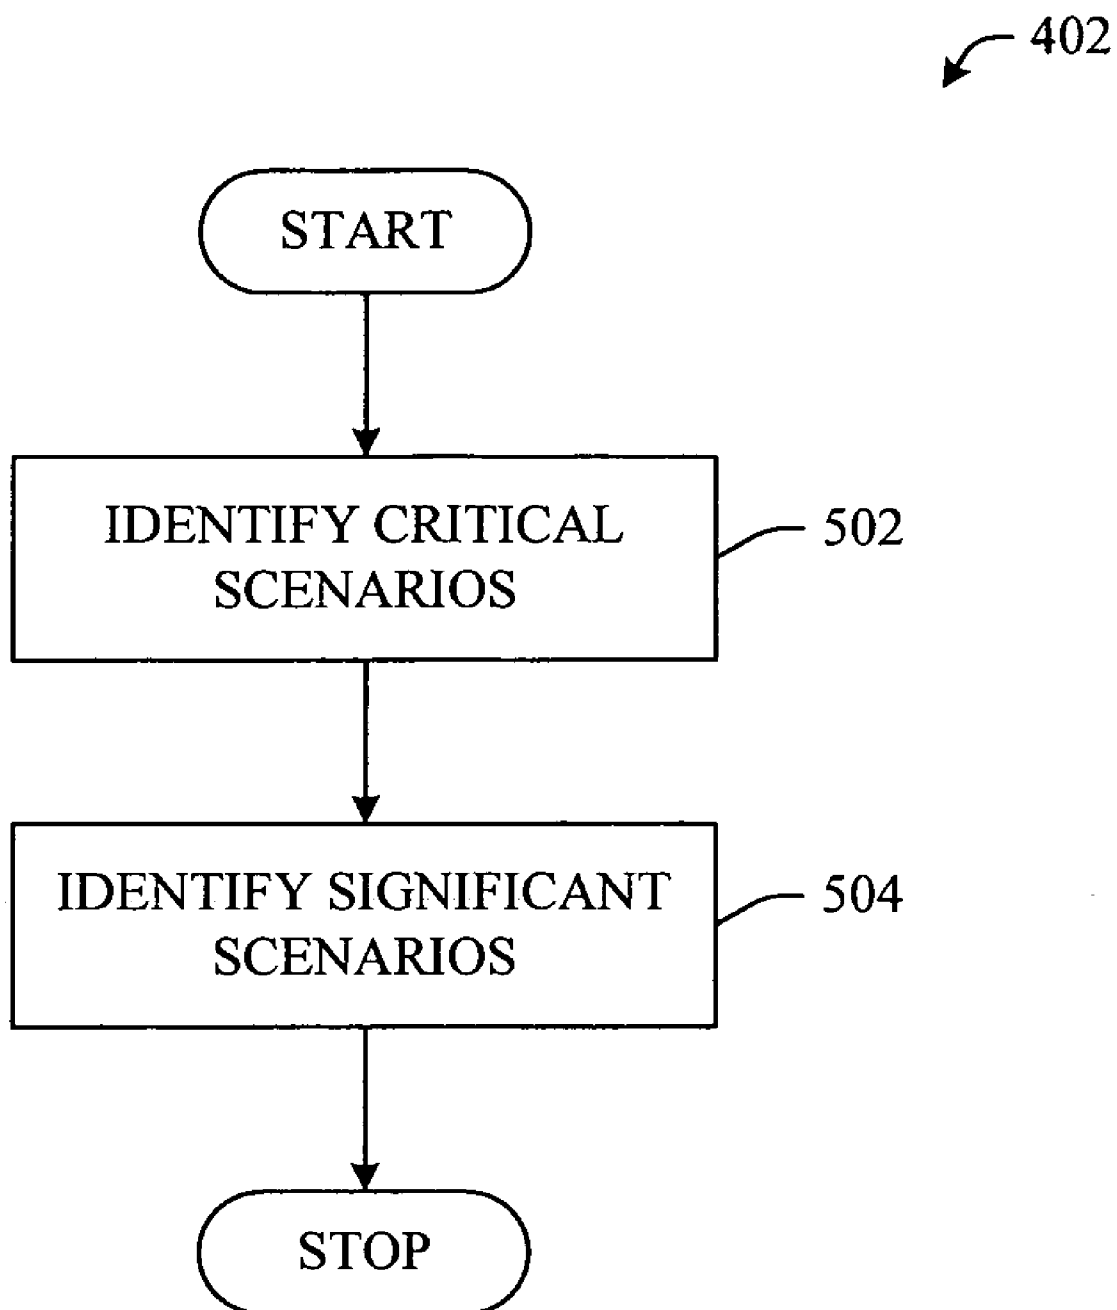 402
START
IDENTIFY CRITICAL
SCENARIOS
502
IDENTIFY SIGNIFICANT
SCENARIOS
504
STOP